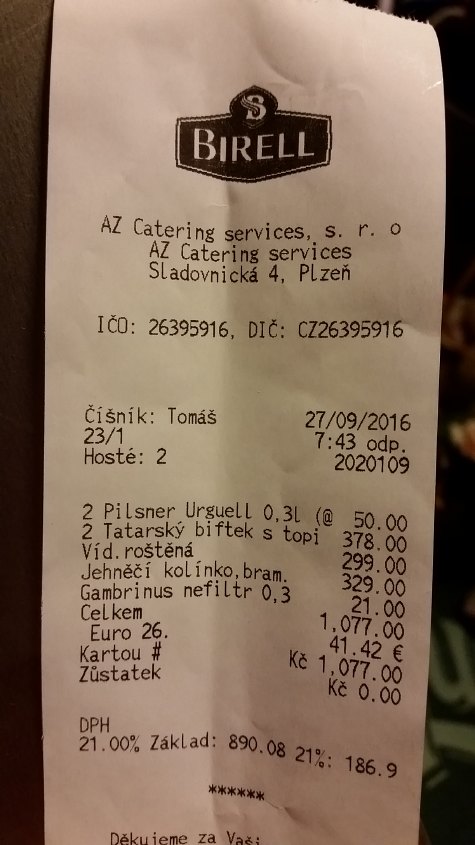 S
BIRELL
AZ Catering services, s. r. o
AZ Catering services
Sladovnická 4, Plzeň
IČO: 26395916, DIČ: CZ26395916
Číšník: Tomáš 27/09/2016
23/1 7:43 odp.
Hosté: 2 2020109
2 Pilsner Urguell 0,3l (@ 50.00
2 Tatarský biftek s topi 378.00
Víd.roštěná 299.00
Jehněčí kolínko,bram. 329.00
Gambrinus nefiltr 0,3 21.00
Celkem 1,077.00
Euro 26. 41.42 €
Kartou # Kč 1,077.00
Zůstatek Kč 0.00
DPH
21.00% Základ: 890.08 21%: 186.9
******
Děkujeme za Vaši